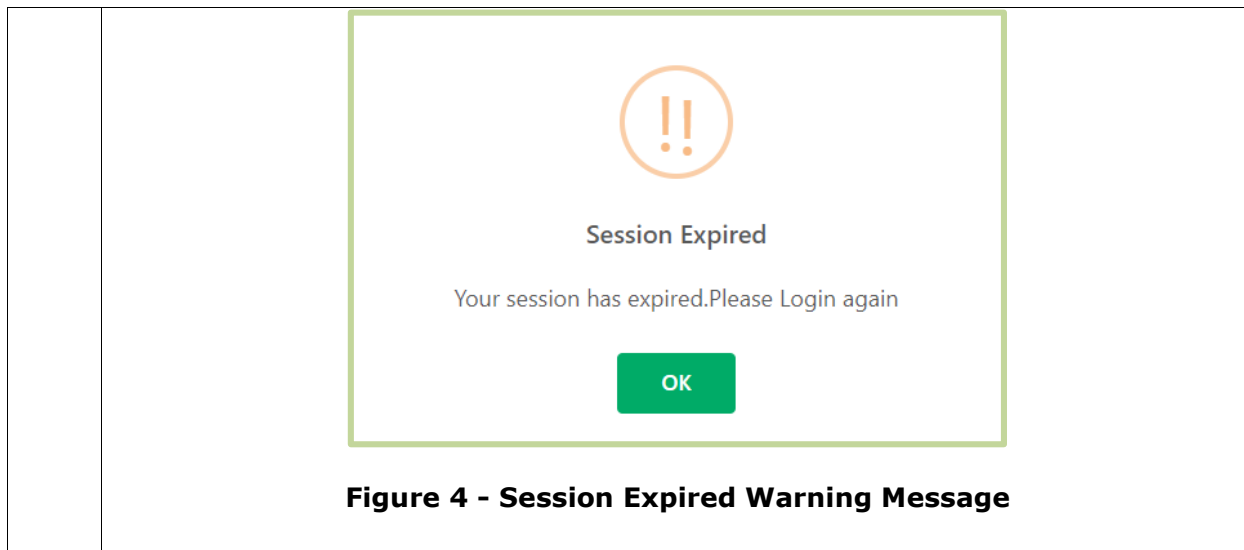 !!
Session Expired
Your session has expired.Please Login again
OK
Figure 4 - Session Expired Warning Message